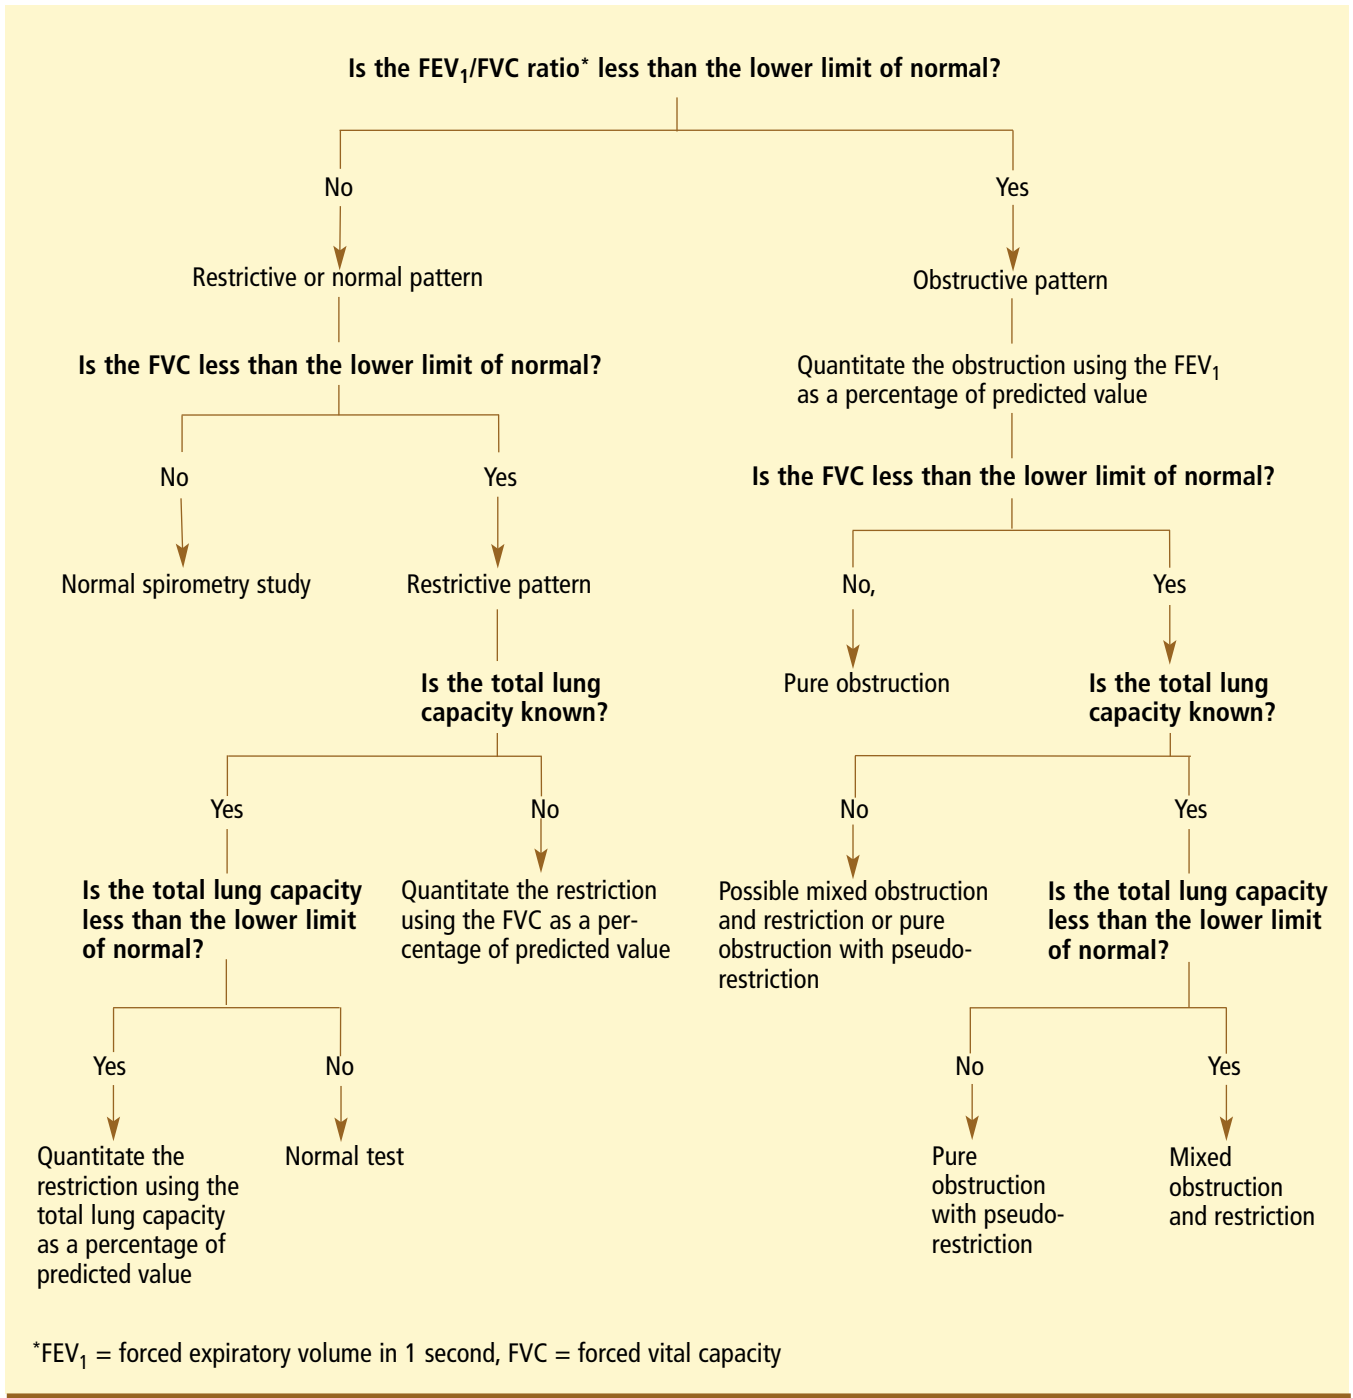 Is the FEV1/FVC ratio* less than the lower limit of normal?
No
Yes
Restrictive or normal pattern
Obstructive pattern
Is the FVC less than the lower limit of normal?
Quantitate the obstruction using the FEV1
as a percentage of predicted value
No
Yes
Is the FVC less than the lower limit of normal?
Normal spirometry study
Restrictive pattern
No,
Yes
Is the total lung
capacity known?
Pure obstruction
Is the total lung
capacity known?
Yes
No
No
Yes
Is the total lung capacity
less than the lower limit
of normal?
Quantitate the restriction
using the FVC as a per-
centage of predicted value
Possible mixed obstruction
and restriction or pure
obstruction with pseudo-
restriction
Is the total lung capacity
less than the lower limit
of normal?
Yes
No
No
Yes
Quantitate the
restriction using the
total lung capacity
as a percentage of
predicted value
Normal test
Pure
obstruction
with pseudo-
restriction
Mixed
obstruction
and restriction
*FEV1 = forced expiratory volume in 1 second, FVC = forced vital capacity